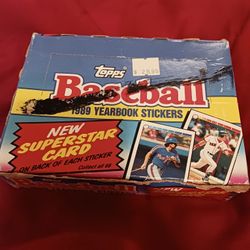 Topps
Baseball
1989 YEARBOOK STICKERS
NEW
SUPERSTAR
CARD
ON BACK OF EACH STICKER